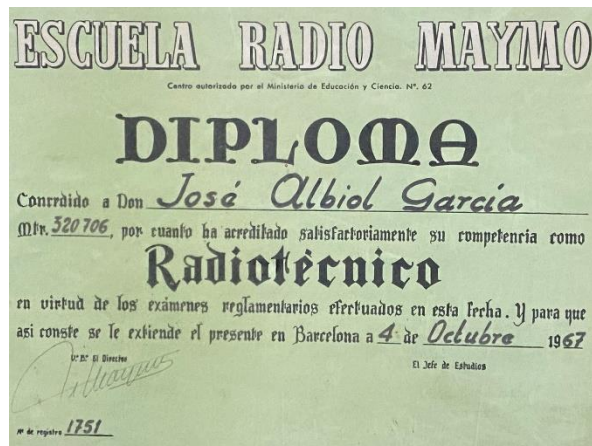 ESCUELA RADIO MAYMO
Centro autorizado por el Ministerio de Educación y Ciencia. Nº. 62
DIPLOMA
Concedido a Don José Albiol García
Mtr. 320706, por cuanto ha acreditado satisfactoriamente su competencia como
Radiotécnico
en virtud de los exámenes reglamentarios efectuados en esta fecha. Y para que
asi conste se le extiende el presente en Barcelona a 4 de Octubre 1967
Vº Bº El Director
El Jefe de Estudios
Nº de registro 1751